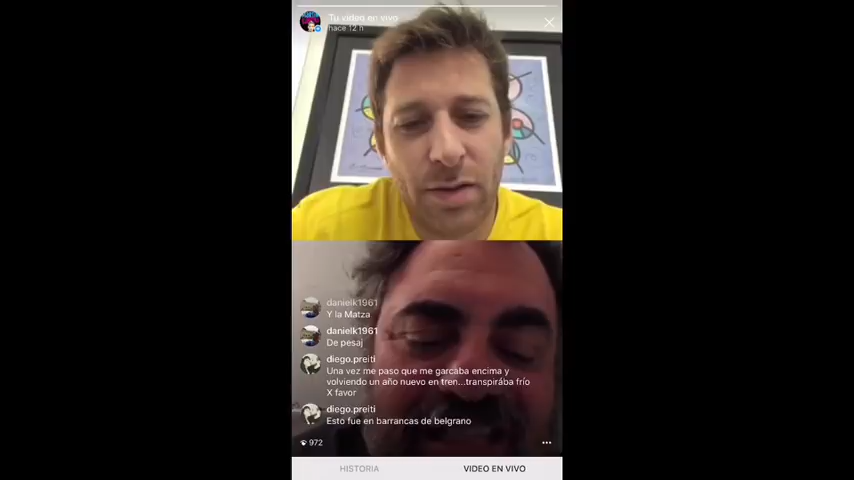 Tu video en vivo
hace 12 h
danielk1961
Y la Matza
danielk1961
De pesaj
diego.preiti
Una vez me paso que me garcaba encima y
volviendo un año nuevo en tren...transpirába frío
X favor
diego.preiti
Esto fue en barrancas de belgrano
972
HISTORIA
VIDEO EN VIVO